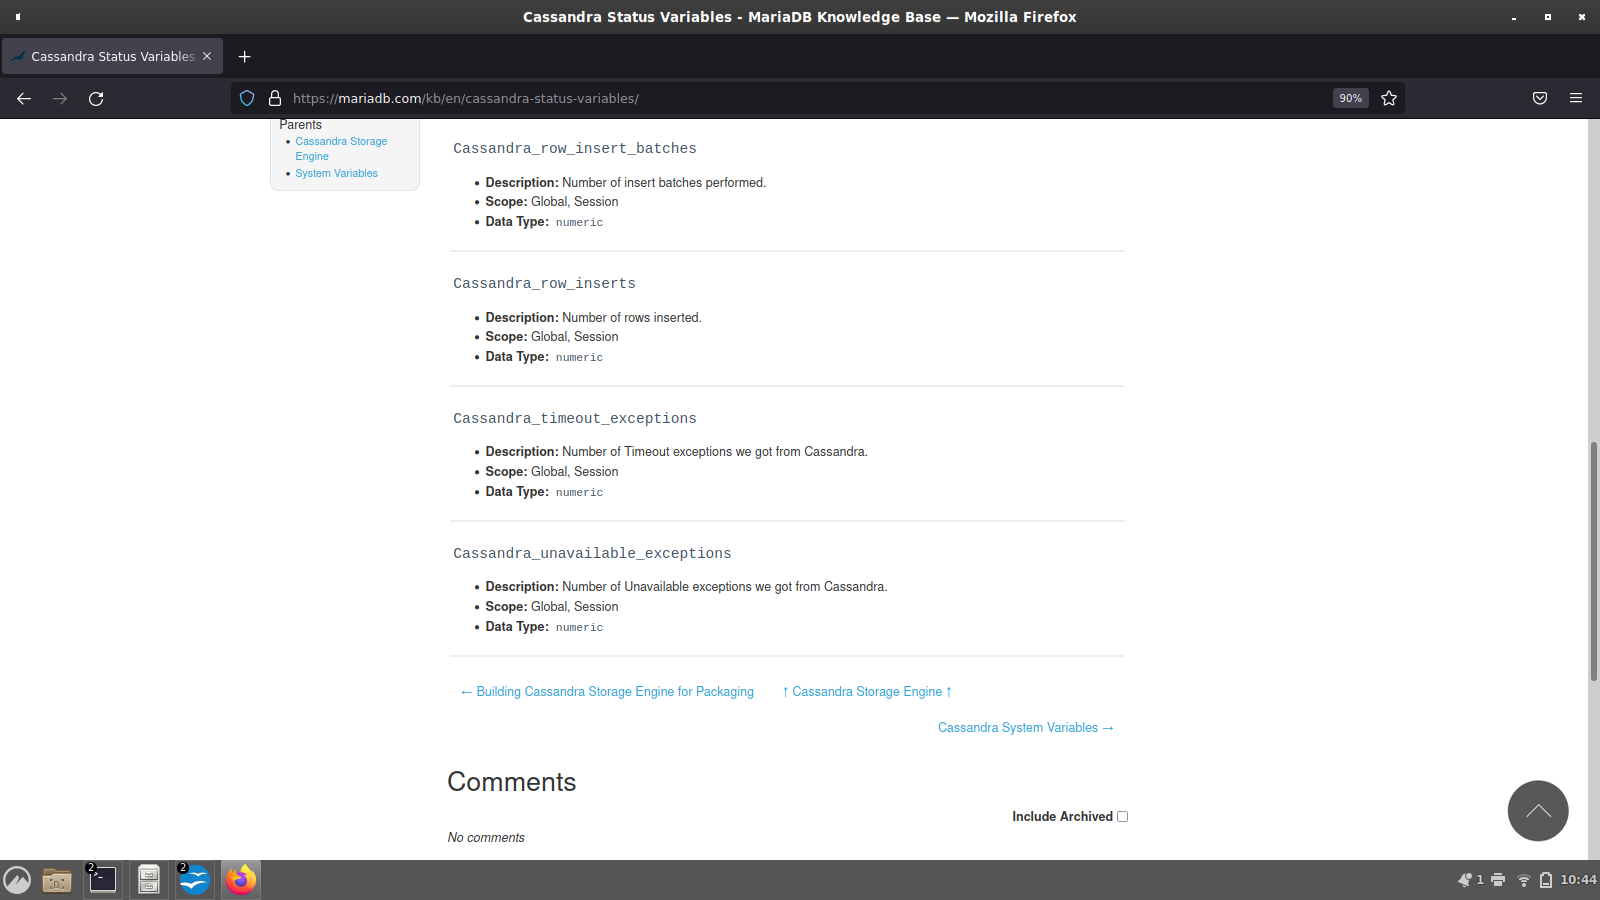 Cassandra Status Variables - MariaDB Knowledge Base — Mozilla Firefox
Cassandra Status Variables
https://mariadb.com/kb/en/cassandra-status-variables/
90%
Parents
• Cassandra Storage
Engine
• System Variables
Cassandra_row_insert_batches
• Description: Number of insert batches performed.
• Scope: Global, Session
• Data Type: numeric
Cassandra_row_inserts
• Description: Number of rows inserted.
• Scope: Global, Session
• Data Type: numeric
Cassandra_timeout_exceptions
• Description: Number of Timeout exceptions we got from Cassandra.
• Scope: Global, Session
• Data Type: numeric
Cassandra_unavailable_exceptions
• Description: Number of Unavailable exceptions we got from Cassandra.
• Scope: Global, Session
• Data Type: numeric
← Building Cassandra Storage Engine for Packaging ↑ Cassandra Storage Engine ↑
Cassandra System Variables →
Comments
Include Archived
No comments
2 2 1 10:44